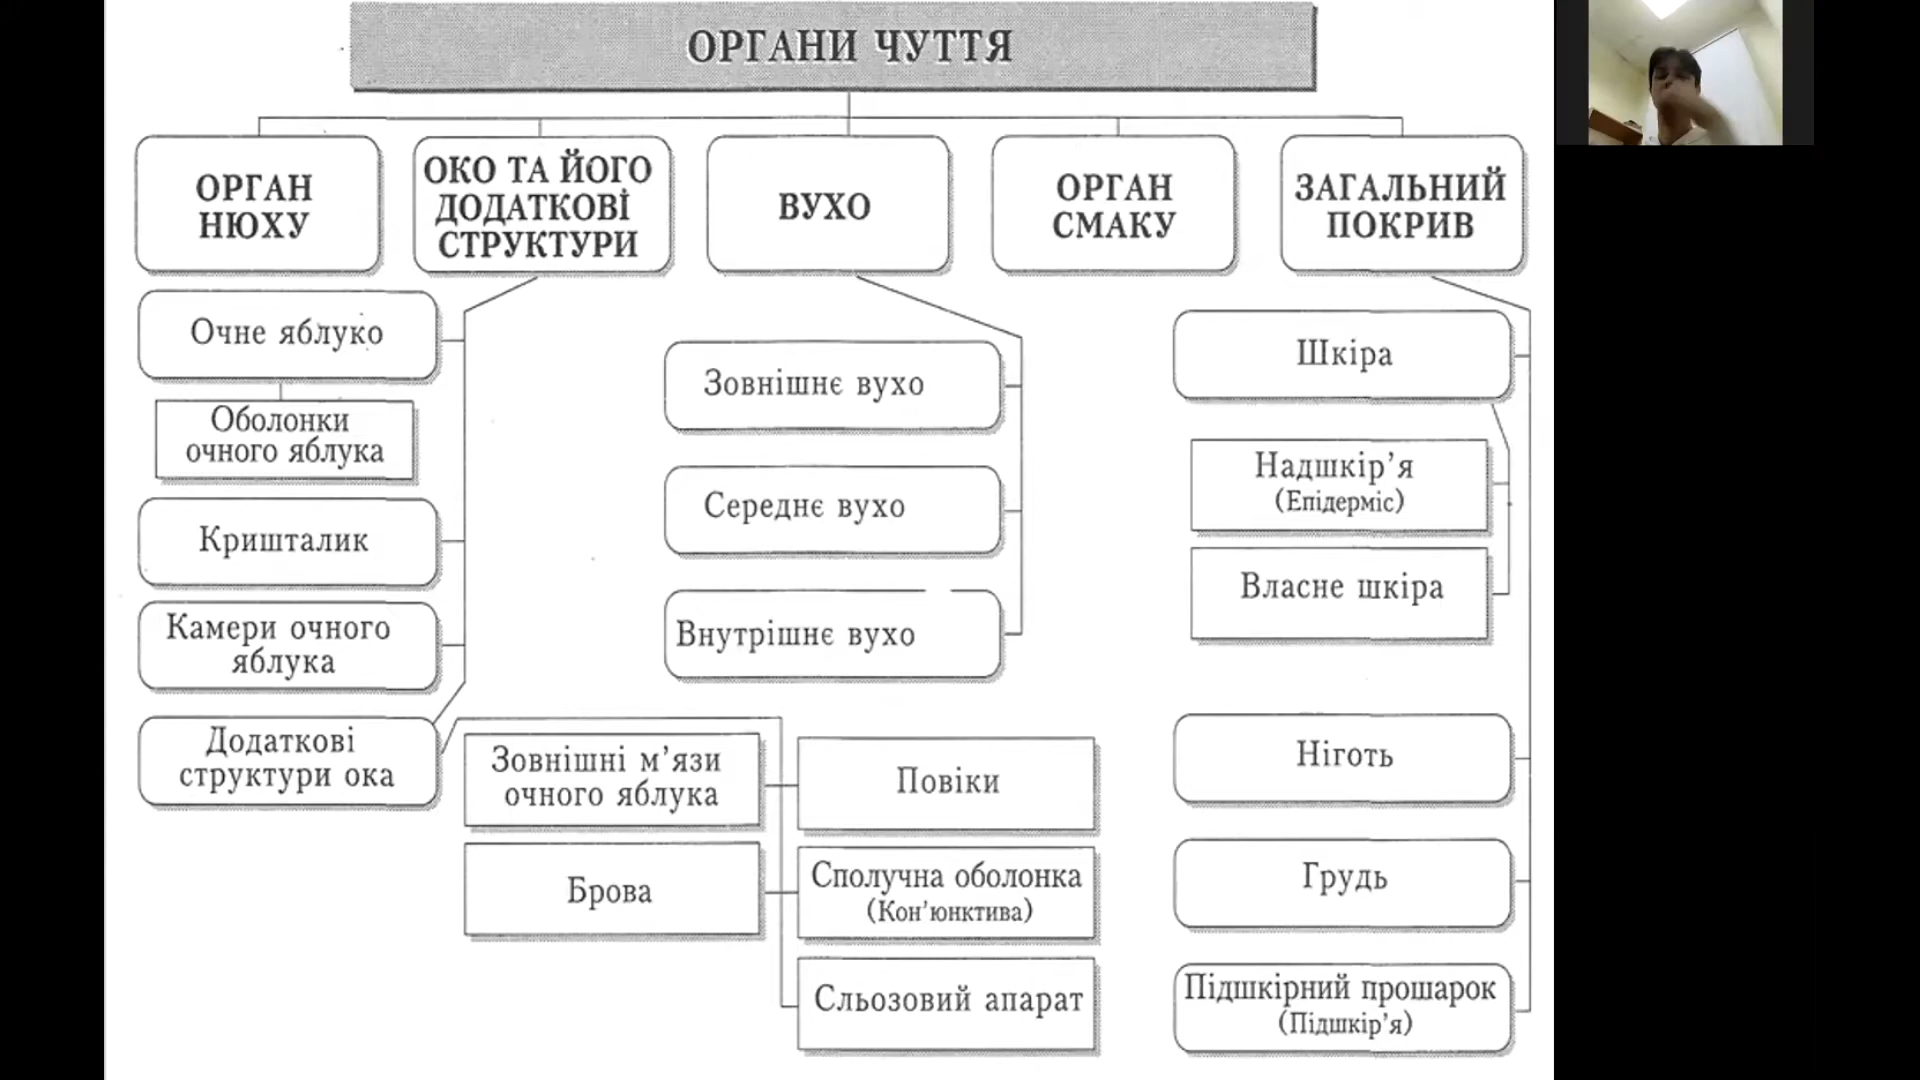 ОРГАНИ ЧУТТЯ
ОРГАН
НЮХУ
ОКО ТА ЙОГО
ДОДАТКОВІ
СТРУКТУРИ
ВУХО
ОРГАН
СМАКУ
ЗАГАЛЬНИЙ
ПОКРИВ
Очне яблуко
Оболонки
очного яблука
Кришталик
Камери очного
яблука
Додаткові
структури ока
Зовнішні м’язи
очного яблука
Брова
Повіки
Сполучна оболонка
(Кон’юнктива)
Сльозовий апарат
Зовнішнє вухо
Середнє вухо
Внутрішнє вухо
Шкіра
Надшкір’я
(Епідерміс)
Власне шкіра
Ніготь
Грудь
Підшкірний прошарок
(Підшкір’я)